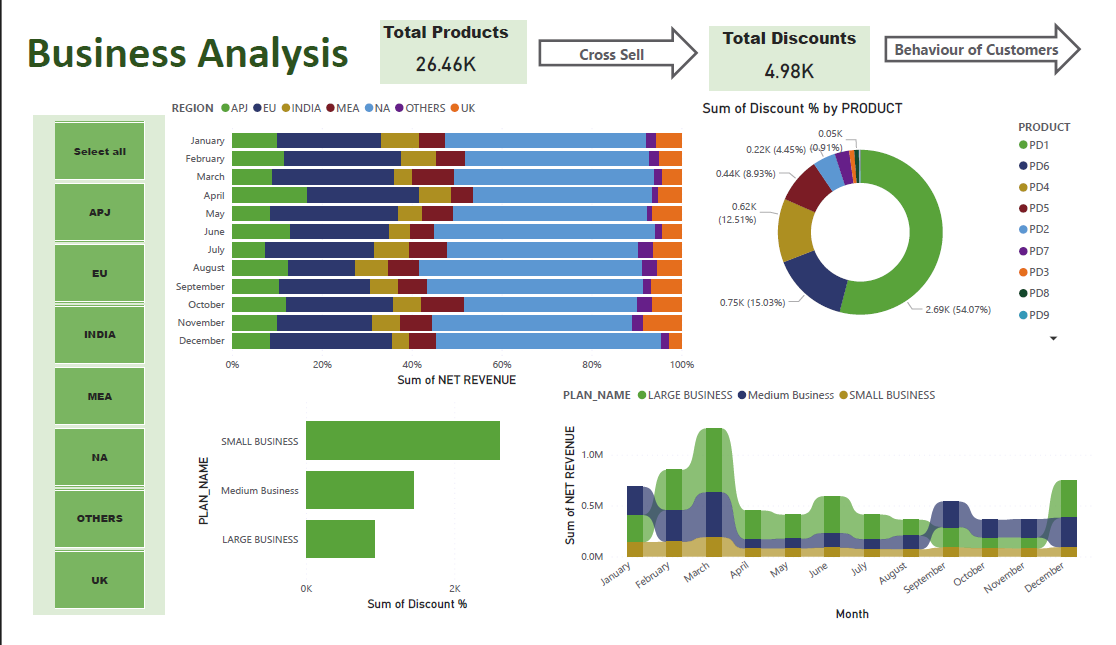 Business Analysis
Total Products
26.46K
Cross Sell
Total Discounts
4.98K
Behaviour of Customers
Select all
APJ
EU
INDIA
MEA
NA
OTHERS
UK
REGION APJ EU INDIA MEA NA OTHERS UK
January
February
March
April
May
June
July
August
September
October
November
December
0% 20% 40% 60% 80% 100%
Sum of NET REVENUE
Sum of Discount % by PRODUCT
0.05K
(0.91%)
0.22K (4.45%)
0.44K (8.93%)
0.62K
(12.51%)
0.75K (15.03%)
2.69K (54.07%)
PRODUCT
PD1
PD6
PD4
PD5
PD2
PD7
PD3
PD8
PD9
PLAN_NAME
SMALL BUSINESS
Medium Business
LARGE BUSINESS
0K 2K
Sum of Discount %
PLAN_NAME LARGE BUSINESS Medium Business SMALL BUSINESS
Sum of NET REVENUE
1.0M
0.5M
0.0M
January
February
March
April
May
June
July
August
September
October
November
December
Month